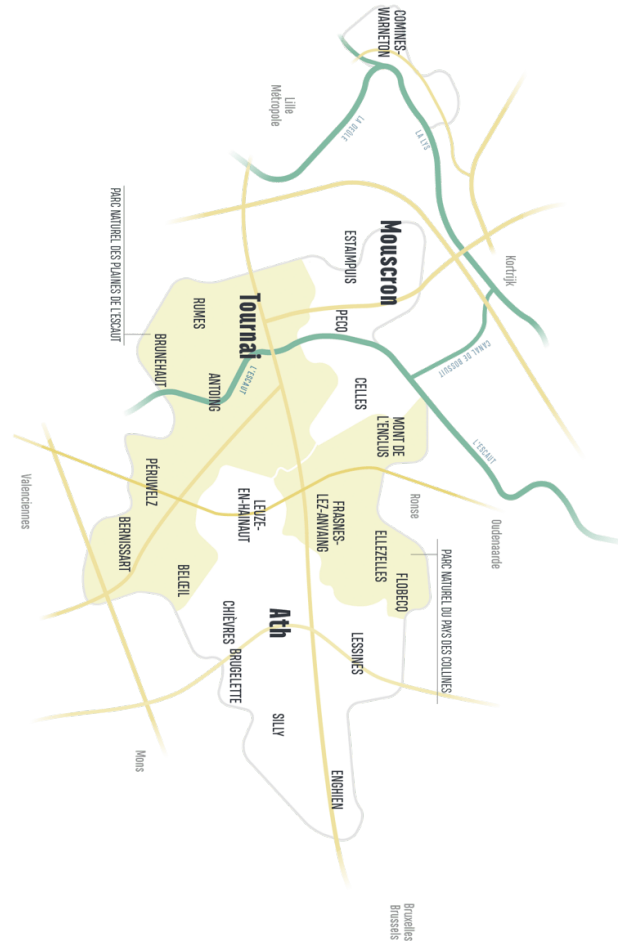 COMINES-
WARNETON
Lille
Métropole
LA DEÛLE
LA LYS
Kortrijk
Mouscron
ESTAIMPUIS
PECQ
CANAL DE BOSSUIT
L'ESCAUT
Oudenaarde
Ronse
PARC NATUREL DES PLAINES DE L'ESCAUT
Tournai
RUMES
BRUNEHAUT
ANTOING
L'ESCAUT
CELLES
MONT DE
L'ENCLUS
FRASNES-
LEZ-ANVAING
ELLEZELLES
FLOBECQ
PARC NATUREL DU PAYS DES COLLINES
LEUZE-
EN-HAINAUT
PÉRUWELZ
BERNISSART
BELŒIL
Valenciennes
Ath
CHIÈVRES
BRUGELETTE
LESSINES
SILLY
ENGHIEN
Mons
Bruxelles
Brussels